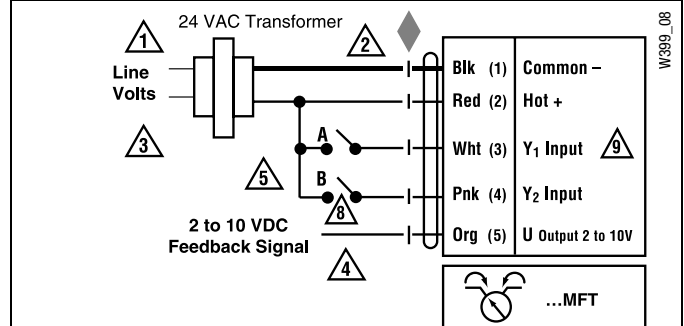 24 VAC Transformer
1
2
Line
Volts
3
Blk (1) Common –
Red (2) Hot +
A
Wht (3) Y1 Input
9
5
B
8
Pnk (4) Y2 Input
2 to 10 VDC
Feedback Signal
4
Org (5) U Output 2 to 10V
...MFT
W399_08